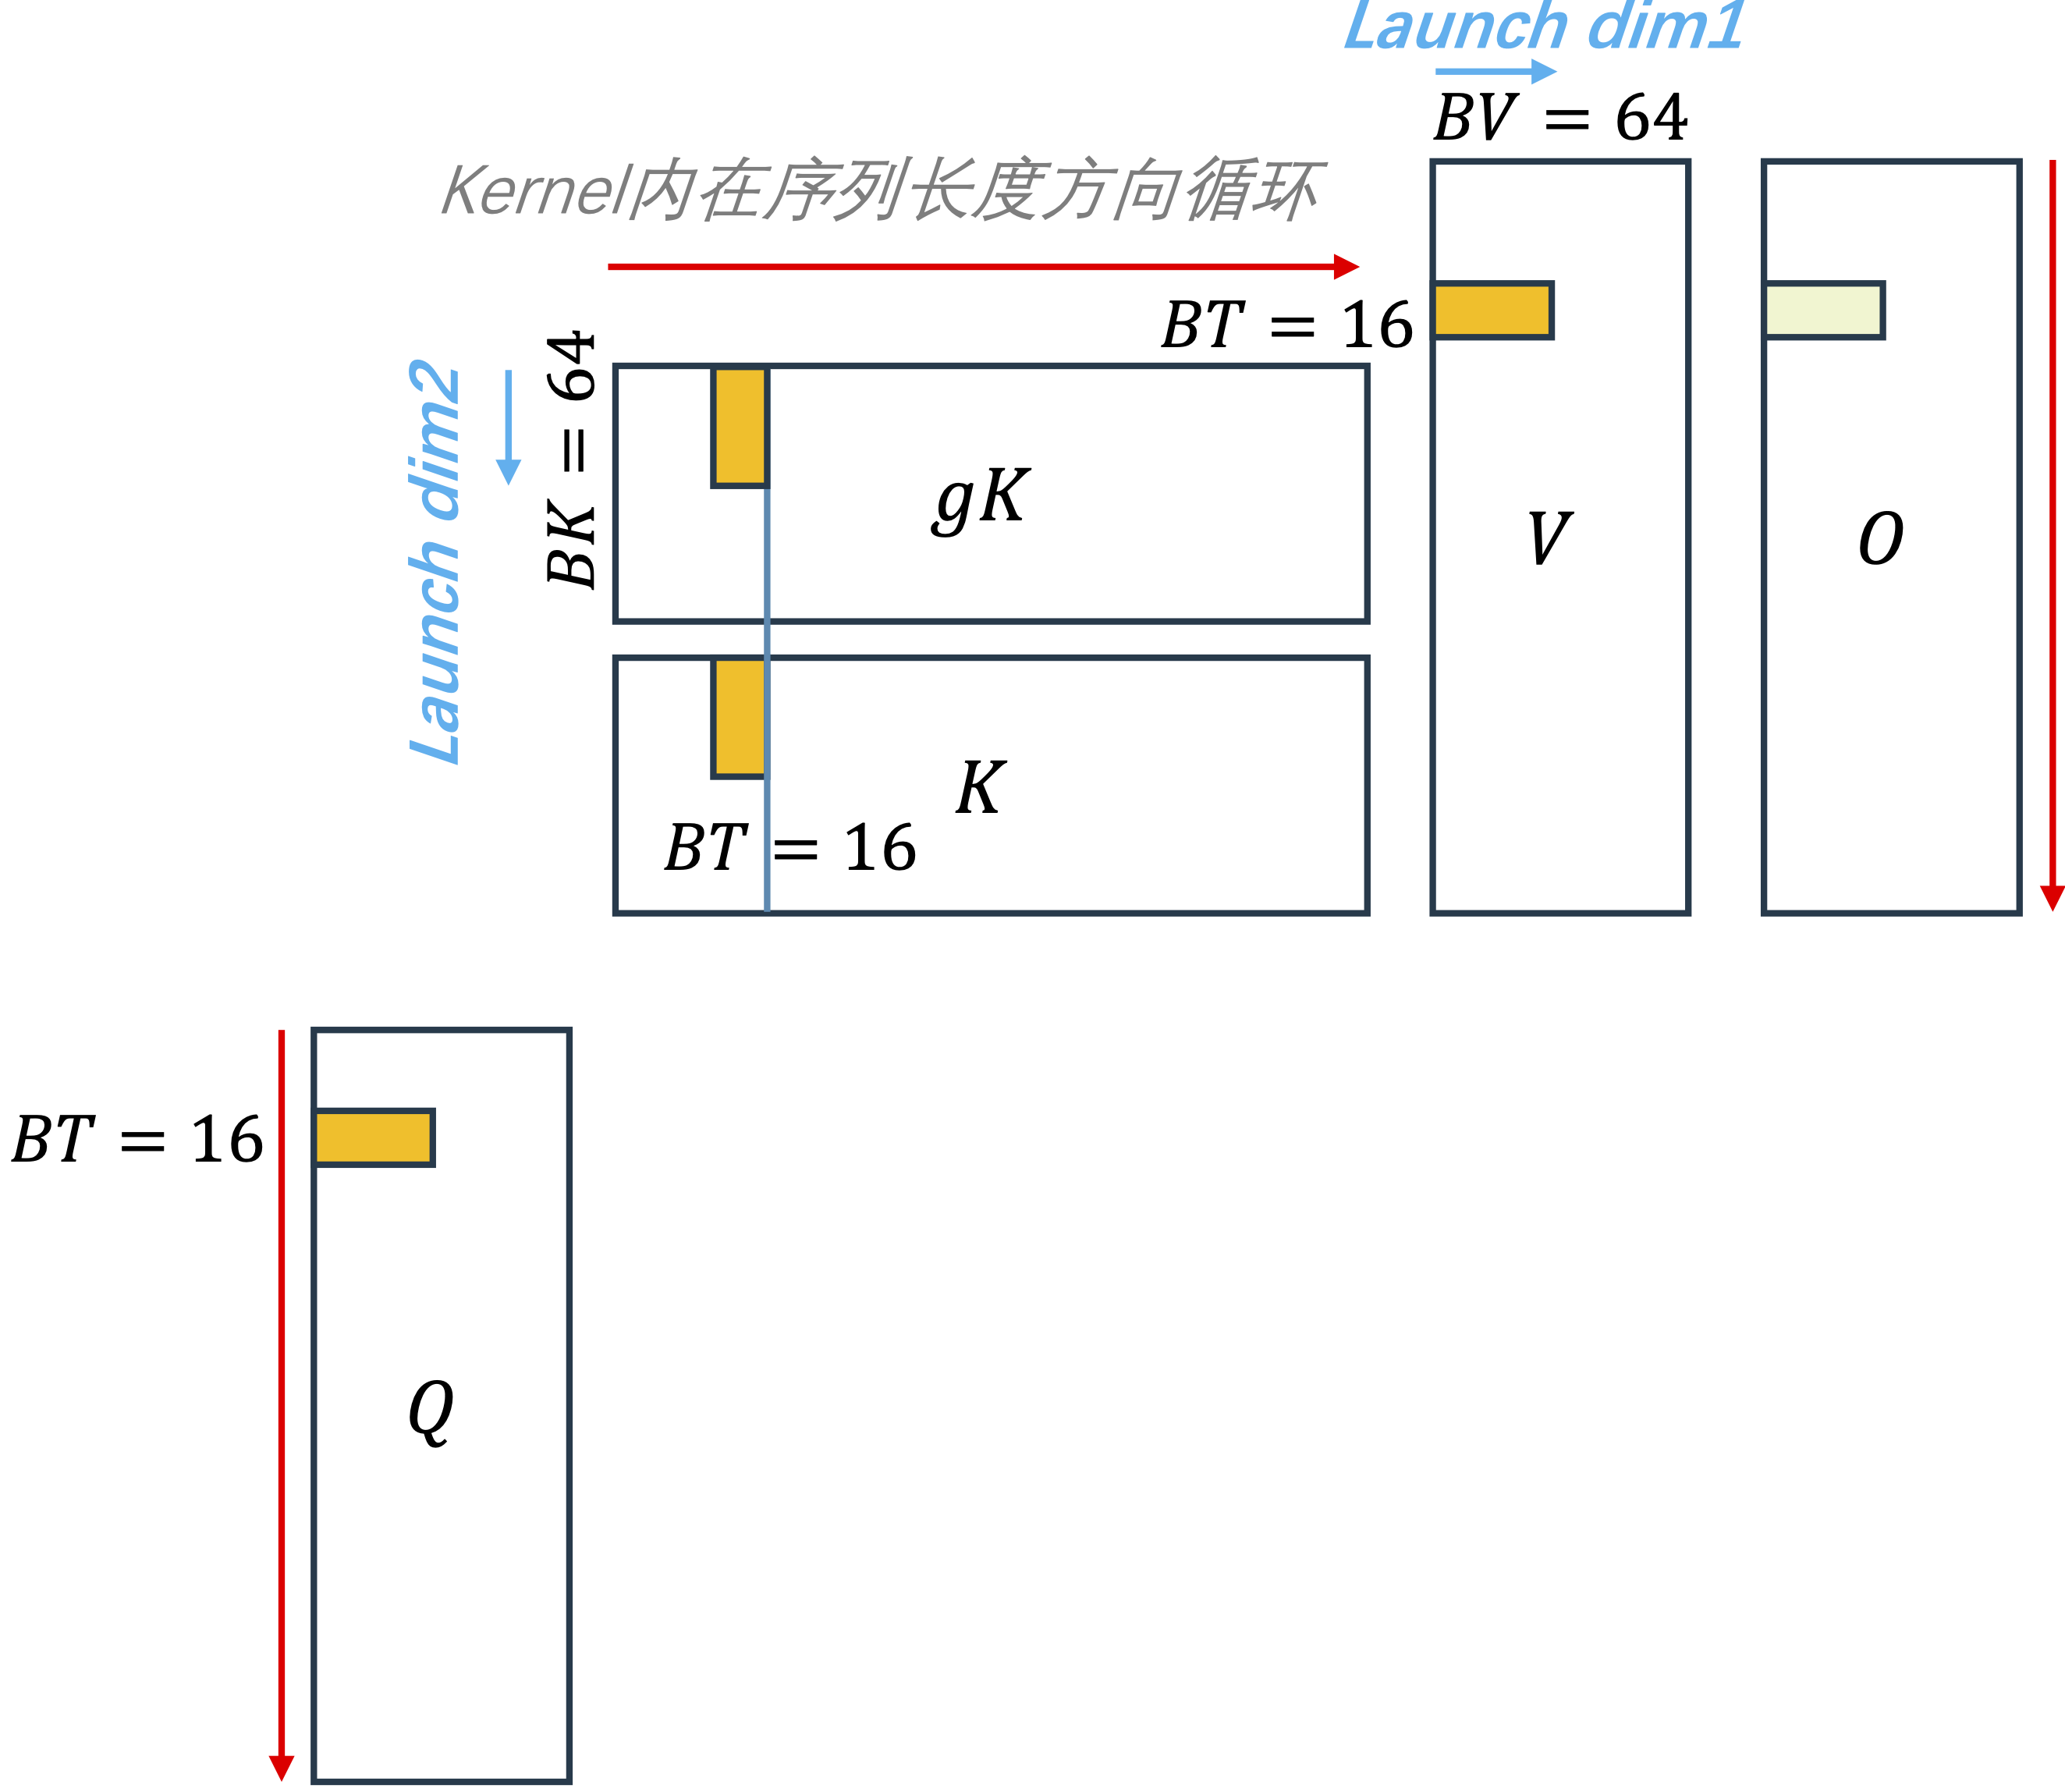 Launch dim1
BV = 64
Kernel内在序列长度方向循环
BT = 16
Launch dim2
BK = 64
gK
V
O
K
BT = 16
BT = 16
Q